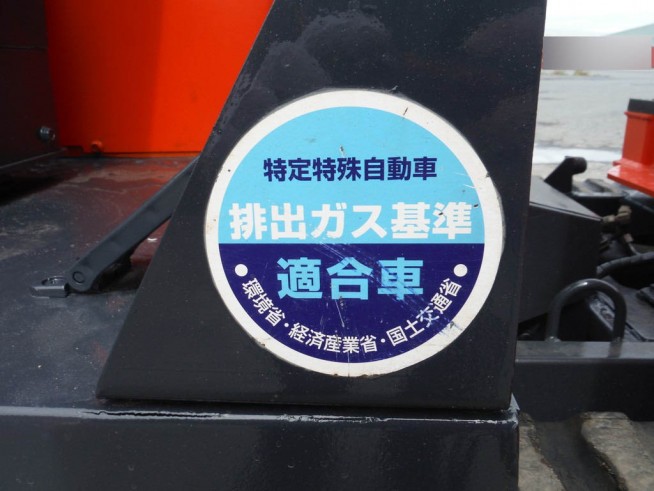 特定特殊自動車
排出ガス基準
適合車
環境省・経済産業省・国土交通省